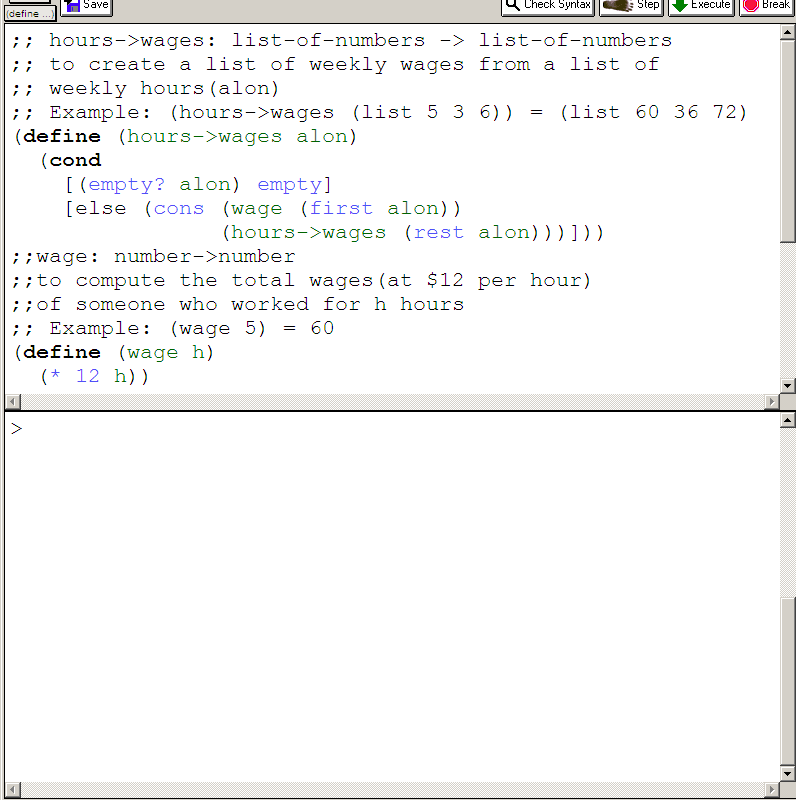 (define ...) Save Check Syntax Step Execute Break
;; hours->wages: list-of-numbers -> list-of-numbers
;; to create a list of weekly wages from a list of
;; weekly hours(alon)
;; Example: (hours->wages (list 5 3 6)) = (list 60 36 72)
(define (hours->wages alon)
  (cond
    [(empty? alon) empty]
    [else (cons (wage (first alon))
                (hours->wages (rest alon)))]))
;;wage: number->number
;;to compute the total wages(at $12 per hour)
;;of someone who worked for h hours
;; Example: (wage 5) = 60
(define (wage h)
  (* 12 h))
>